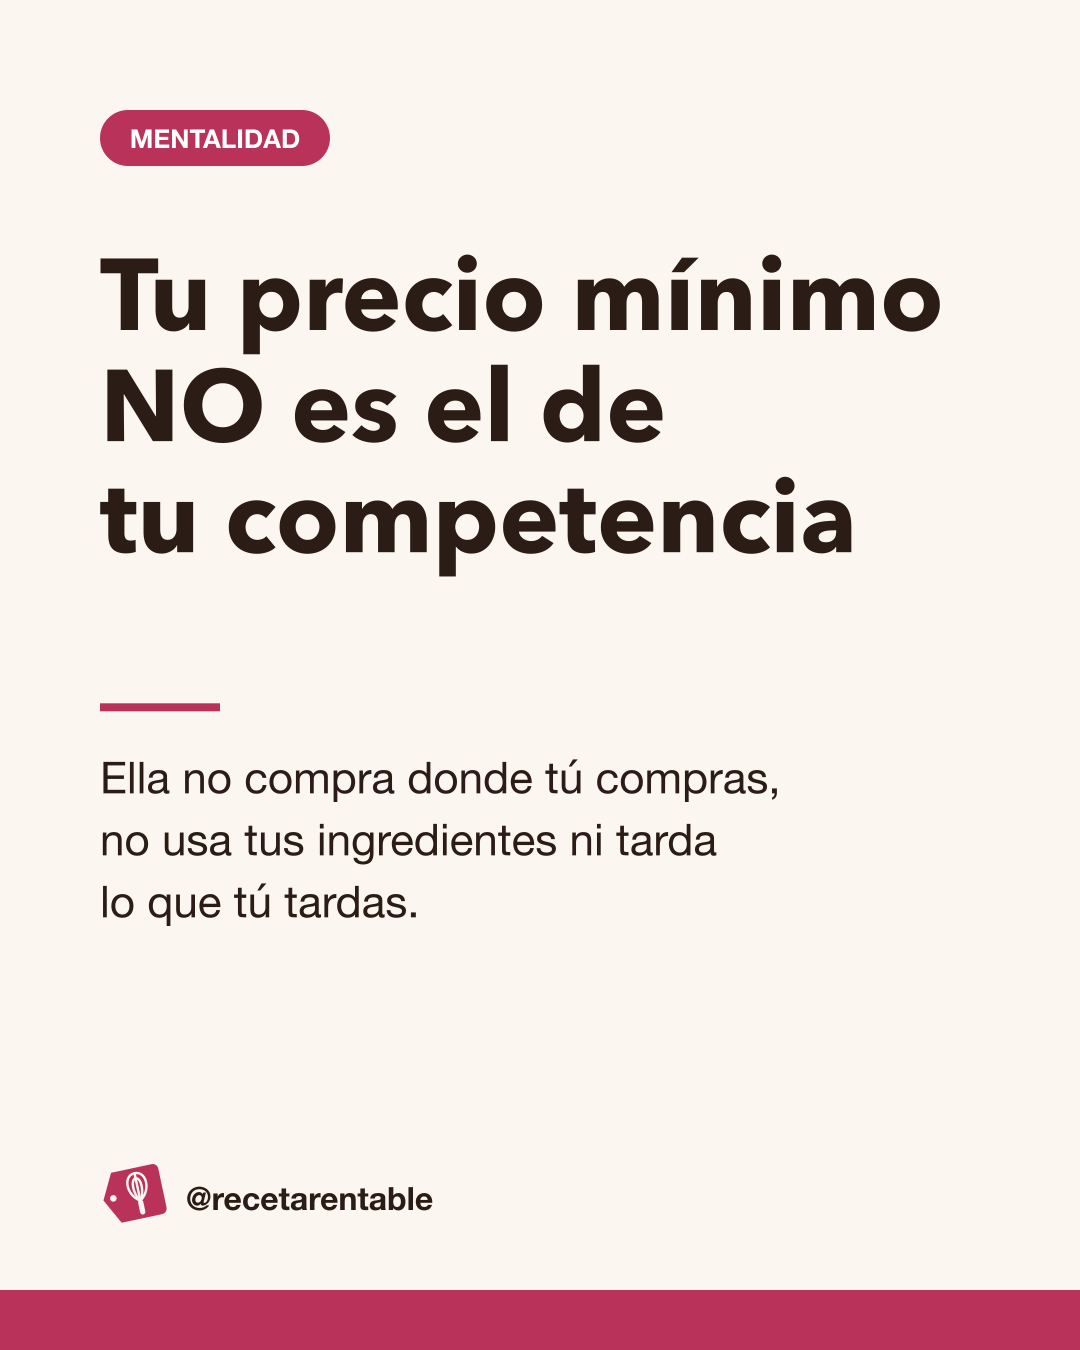 MENTALIDAD
Tu precio mínimo
NO es el de
tu competencia
Ella no compra donde tú compras,
no usa tus ingredientes ni tarda
lo que tú tardas.
@recetarentable